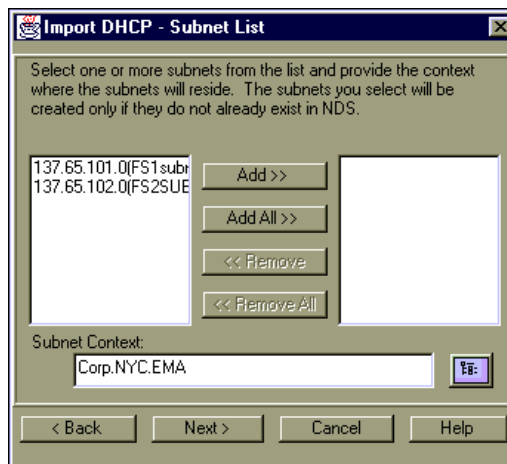 Import DHCP - Subnet List
Select one or more subnets from the list and provide the context
where the subnets will reside. The subnets you select will be
created only if they do not already exist in NDS.
137.65.101.0(FS1subn
137.65.102.0(FS2SUE
Add >>
Add All >>
<< Remove
<< Remove All
Subnet Context:
Corp.NYC.EMA
< Back Next > Cancel Help